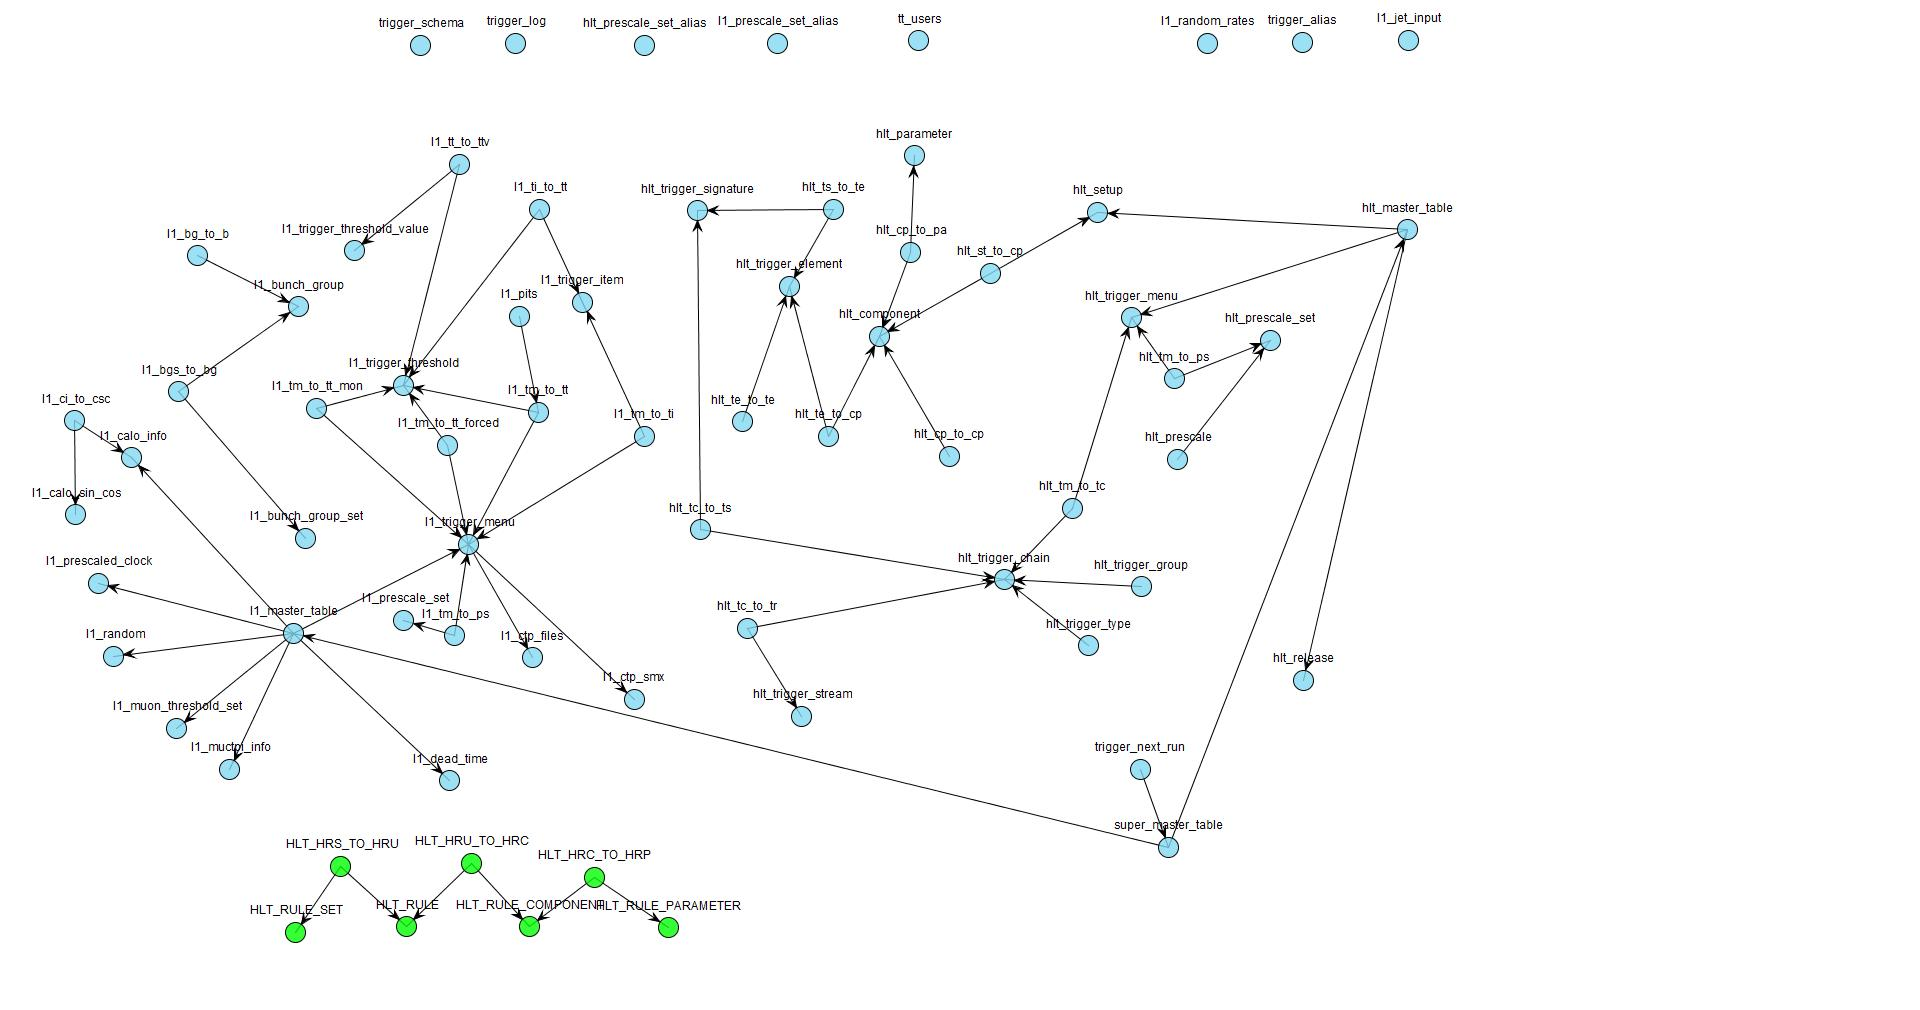 trigger_schema
trigger_log
hlt_prescale_set_alias
l1_prescale_set_alias
tt_users
l1_random_rates
trigger_alias
l1_jet_input
l1_tt_to_ttv
hlt_parameter
l1_ti_to_tt
hlt_trigger_signature
hlt_ts_to_te
hlt_setup
hlt_master_table
l1_bg_to_b
l1_trigger_threshold_value
hlt_cp_to_pa
hlt_st_to_cp
hlt_trigger_element
l1_bunch_group
l1_trigger_item
l1_pits
hlt_trigger_menu
hlt_component
hlt_prescale_set
l1_trigger_threshold
hlt_tm_to_ps
l1_bgs_to_bg
l1_tm_to_tt_mon
l1_tm_to_tt
l1_ci_to_csc
hlt_te_to_te
l1_tm_to_ti
hlt_te_to_cp
l1_tm_to_tt_forced
l1_calo_info
hlt_cp_to_cp
hlt_prescale
l1_calo_sin_cos
hlt_tm_to_tc
hlt_tc_to_ts
l1_bunch_group_set
l1_trigger_menu
l1_prescaled_clock
hlt_trigger_chain
hlt_trigger_group
l1_prescale_set
hlt_tc_to_tr
l1_master_table
l1_tm_to_ps
hlt_trigger_type
l1_random
l1_ctp_files
hlt_release
l1_ctp_smx
hlt_trigger_stream
l1_muon_threshold_set
l1_muctpi_info
trigger_next_run
l1_dead_time
super_master_table
HLT_HRS_TO_HRU
HLT_HRU_TO_HRC
HLT_HRC_TO_HRP
HLT_RULE_SET
HLT_RULE
HLT_RULE_COMPONENT
HLT_RULE_PARAMETER